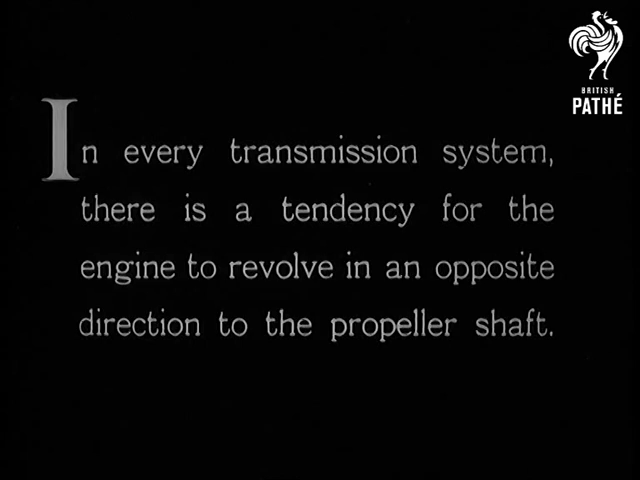 BRITISH
PATHÉ
In every transmission system,
there is a tendency for the
engine to revolve in an opposite
direction to the propeller shaft.